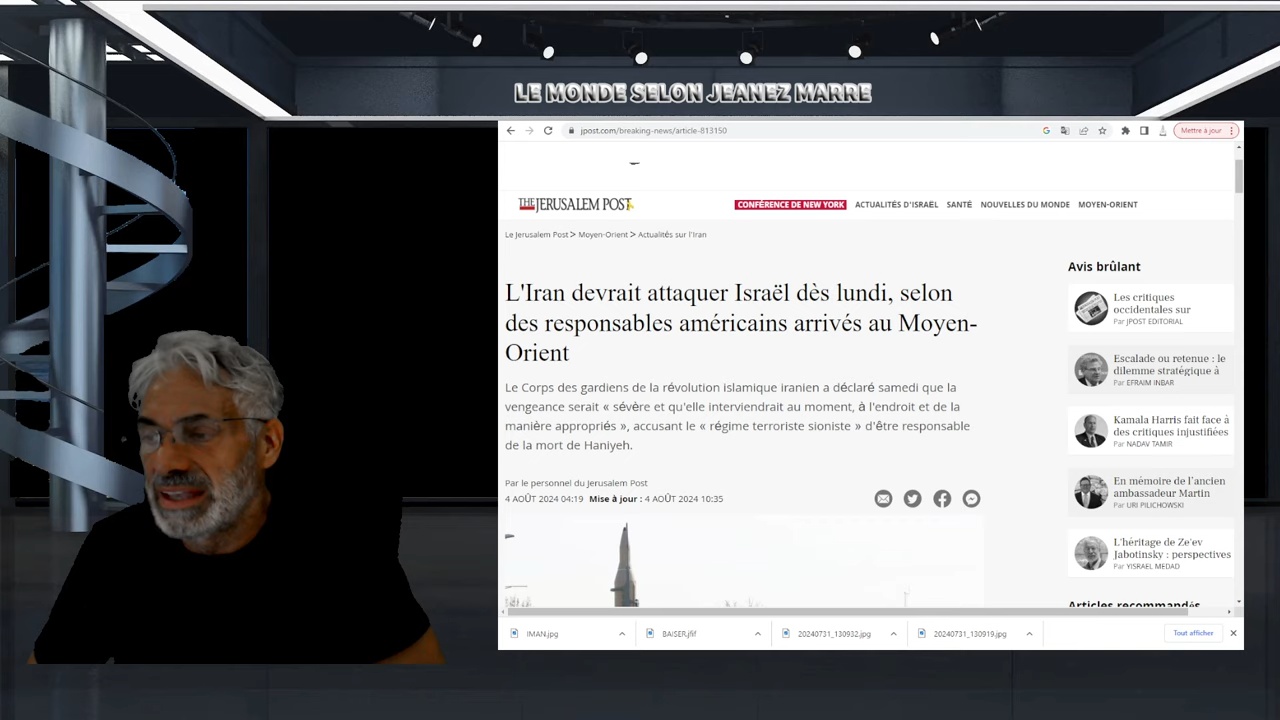 LE MONDE SELON JEANEZ MARRE
jpost.com/breaking-news/article-813150
Mettre à jour
THE JERUSALEM POST
CONFÉRENCE DE NEW YORK ACTUALITÉS D'ISRAËL SANTÉ NOUVELLES DU MONDE MOYEN-ORIENT
Le Jerusalem Post > Moyen-Orient > Actualités sur l'Iran
L'Iran devrait attaquer Israël dès lundi, selon
des responsables américains arrivés au Moyen-
Orient
Le Corps des gardiens de la révolution islamique iranien a déclaré samedi que la
vengeance serait « sévère et qu'elle interviendrait au moment, à l'endroit et de la
manière appropriés », accusant le « régime terroriste sioniste » d'être responsable
de la mort de Haniyeh.
Par le personnel du Jerusalem Post
4 AOÛT 2024 04:19 Mise à jour : 4 AOÛT 2024 10:35
Avis brûlant
Les critiques
occidentales sur
Par JPOST EDITORIAL
Escalade ou retenue : le
dilemme stratégique à
Par EFRAIM INBAR
Kamala Harris fait face à
des critiques injustifiées
Par NADAV TAMIR
En mémoire de l'ancien
ambassadeur Martin
Par URI PILICHOWSKI
L'héritage de Ze'ev
Jabotinsky : perspectives
Par YISRAEL MEDAD
Articles recommandés
IMAN.jpg
BAISER.jfif
20240731_130932.jpg
20240731_130919.jpg
Tout afficher